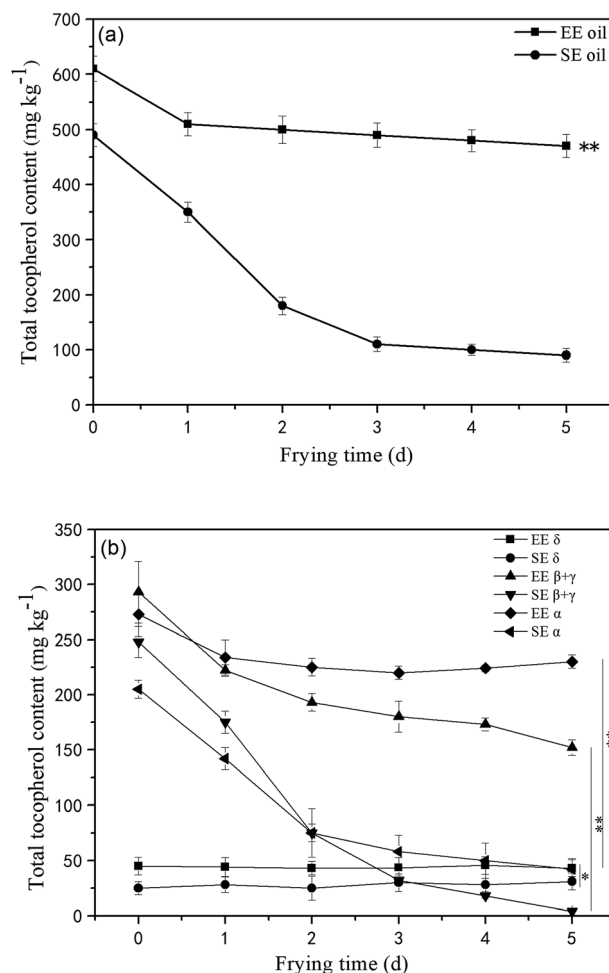 (a)
EE oil
SE oil
Total tocopherol content (mg kg-1)
700
600
500
400
300
200
100
0
**
0 1 2 3 4 5
Frying time (d)
(b)
EE δ
SE δ
EE β+γ
SE β+γ
EE α
SE α
Total tocopherol content (mg kg-1)
350
300
250
200
150
100
50
0
**
**
*
0 1 2 3 4 5
Frying time (d)